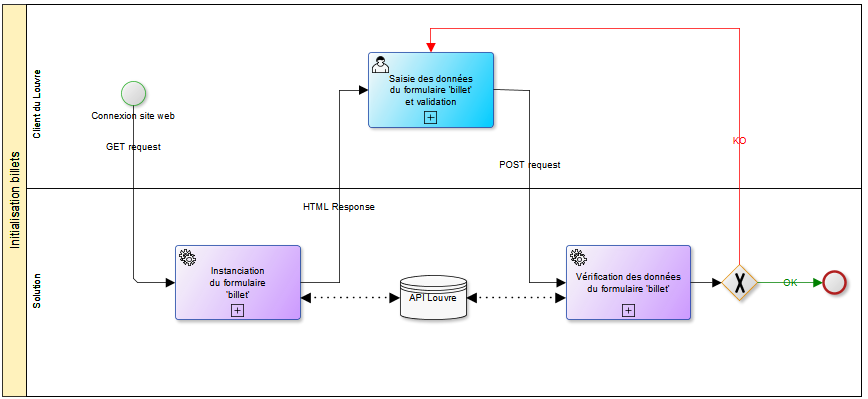 Initialisation billets
Client du Louvre
Connexion site web
GET request
Saisie des données
du formulaire 'billet'
et validation
KO
POST request
HTML Response
Solution
Instanciation
du formulaire
'billet'
API Louvre
Vérification des données
du formulaire 'billet'
X
OK